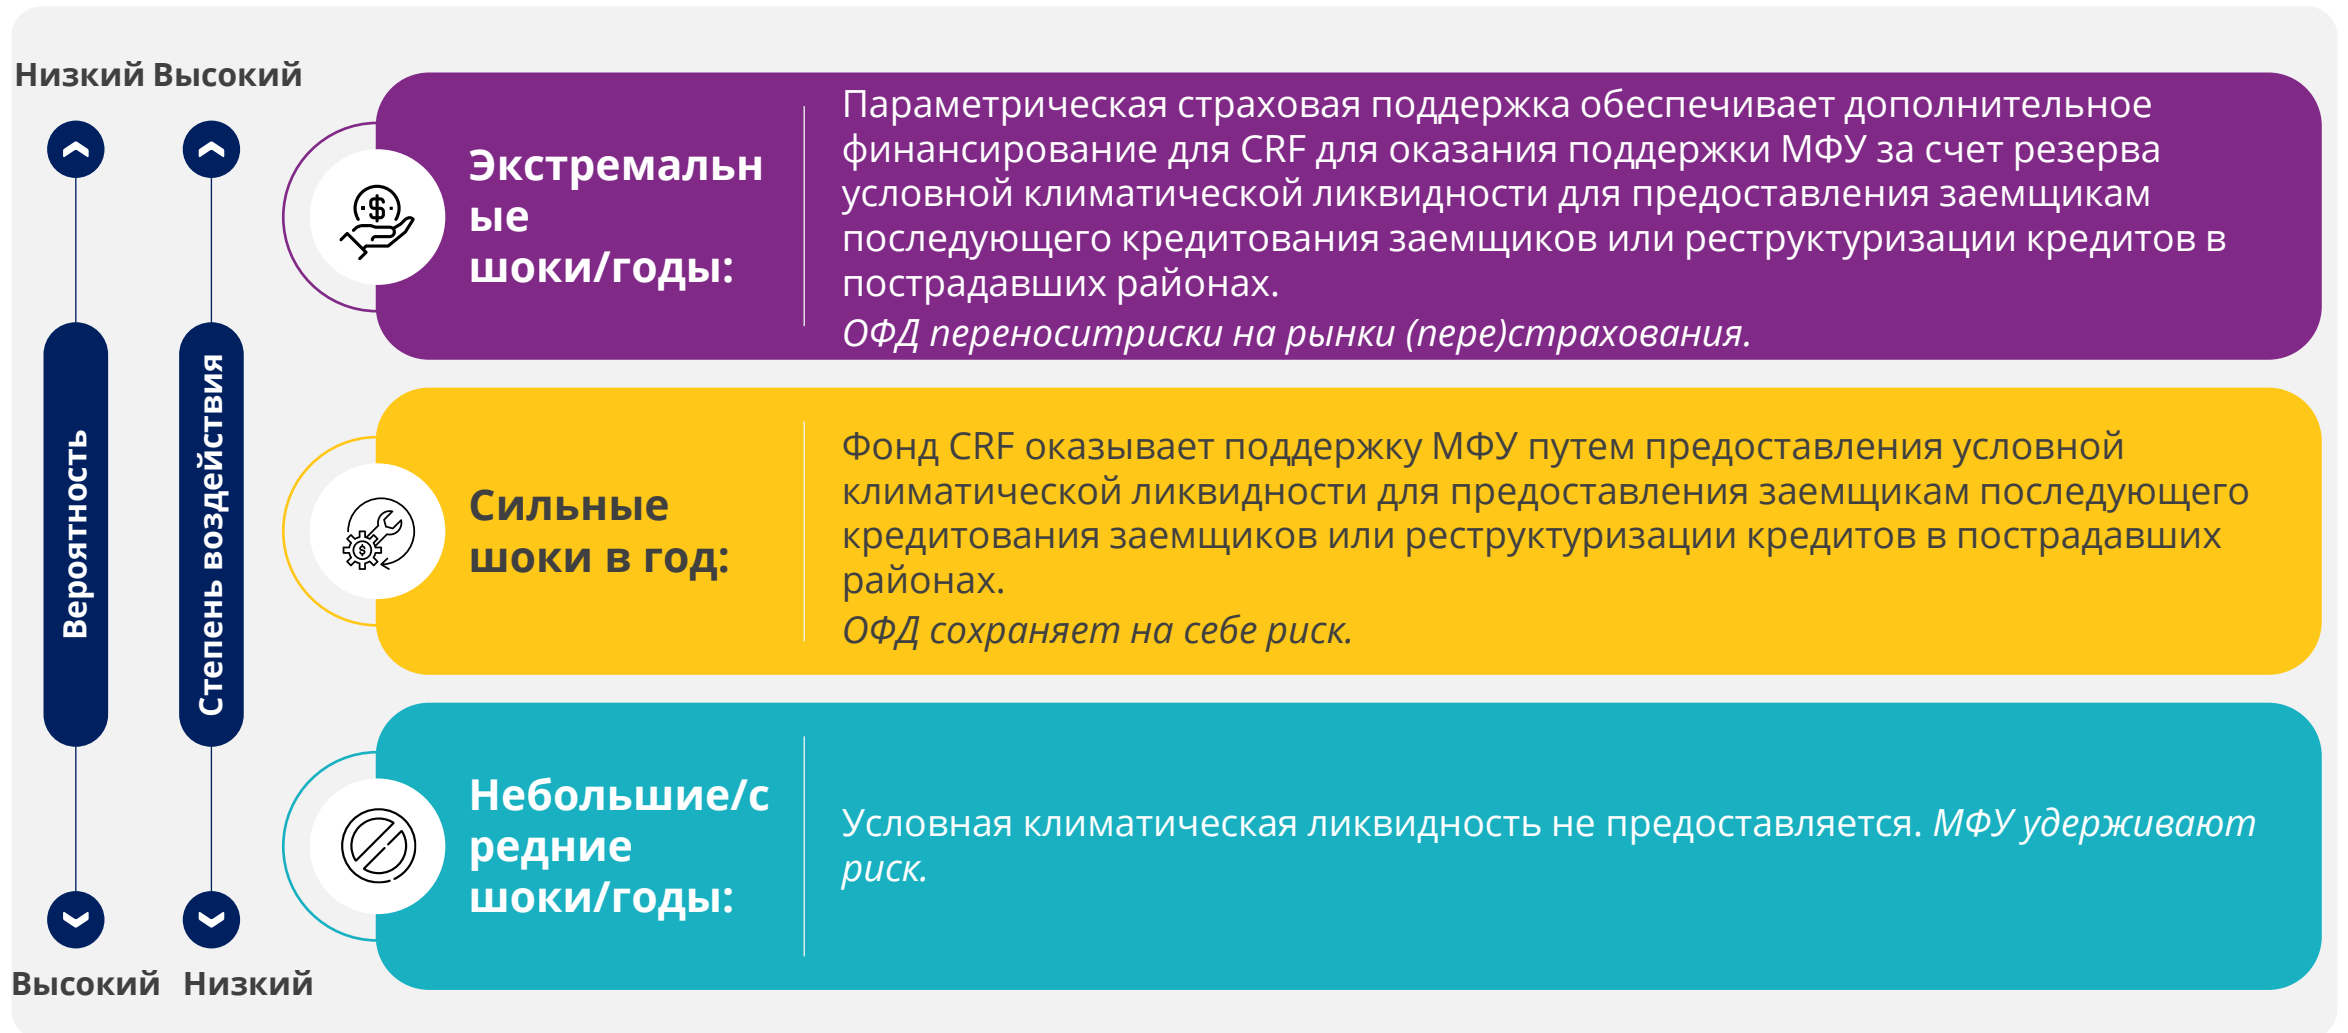 Низкий Высокий
Вероятность
Степень воздействия
Высокий Низкий
Экстремальн
ые
шоки/годы:
Параметрическая страховая поддержка обеспечивает дополнительное
финансирование для CRF для оказания поддержки МФУ за счет резерва
условной климатической ликвидности для предоставления заемщикам
последующего кредитования заемщиков или реструктуризации кредитов в
пострадавших районах.
ОФД переноситриски на рынки (пере)страхования.
Сильные
шоки в год:
Фонд CRF оказывает поддержку МФУ путем предоставления условной
климатической ликвидности для предоставления заемщикам последующего
кредитования заемщиков или реструктуризации кредитов в пострадавших
районах.
ОФД сохраняет на себе риск.
Небольшие/с
редние
шоки/годы:
Условная климатическая ликвидность не предоставляется. МФУ удерживают
риск.